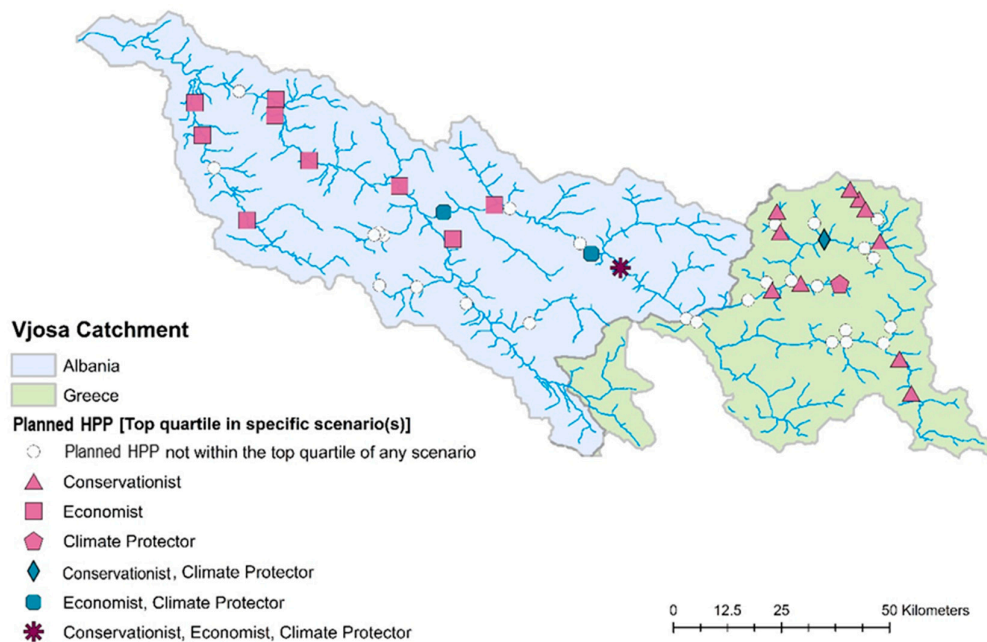 Vjosa Catchment
Albania
Greece
Planned HPP [Top quartile in specific scenario(s)]
Planned HPP not within the top quartile of any scenario
Conservationist
Economist
Climate Protector
Conservationist, Climate Protector
Economist, Climate Protector
Conservationist, Economist, Climate Protector
0 12.5 25 50 Kilometers